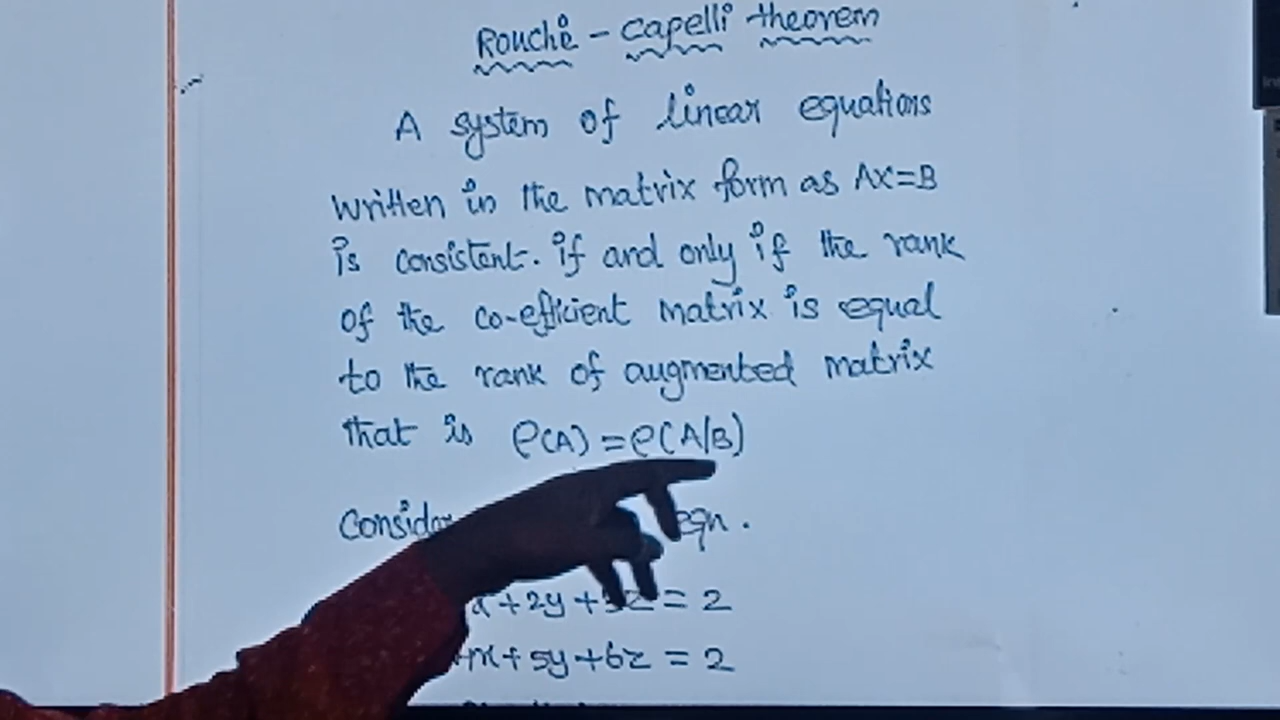 Rouchè - Capelli theorem
A system of linear equations
written in the matrix form as AX=B
is consistent. if and only if the rank
of the co-efficient matrix is equal
to the rank of augmented matrix
that is ρ(A) = ρ(A/B)
eqn.
+2y + = 2
x + 5y + 6z = 2